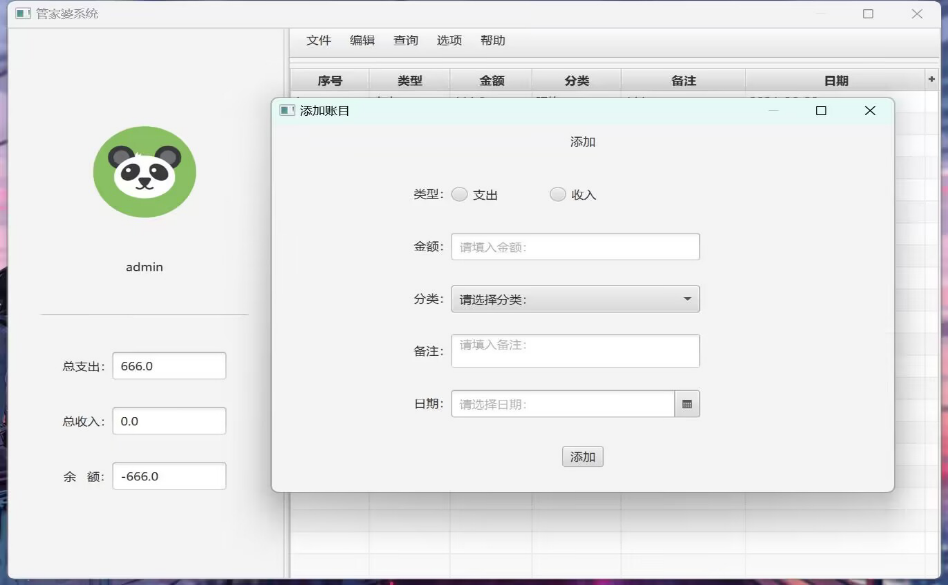 管家婆系统
文件 编辑 查询 选项 帮助
序号 类型 金额 分类 备注 日期 +
添加账目
添加
类型: 支出 收入
金额: 请填入金额:
分类: 请选择分类:
备注: 请填入备注:
日期: 请选择日期:
添加
admin
总支出: 666.0
总收入: 0.0
余 额: -666.0